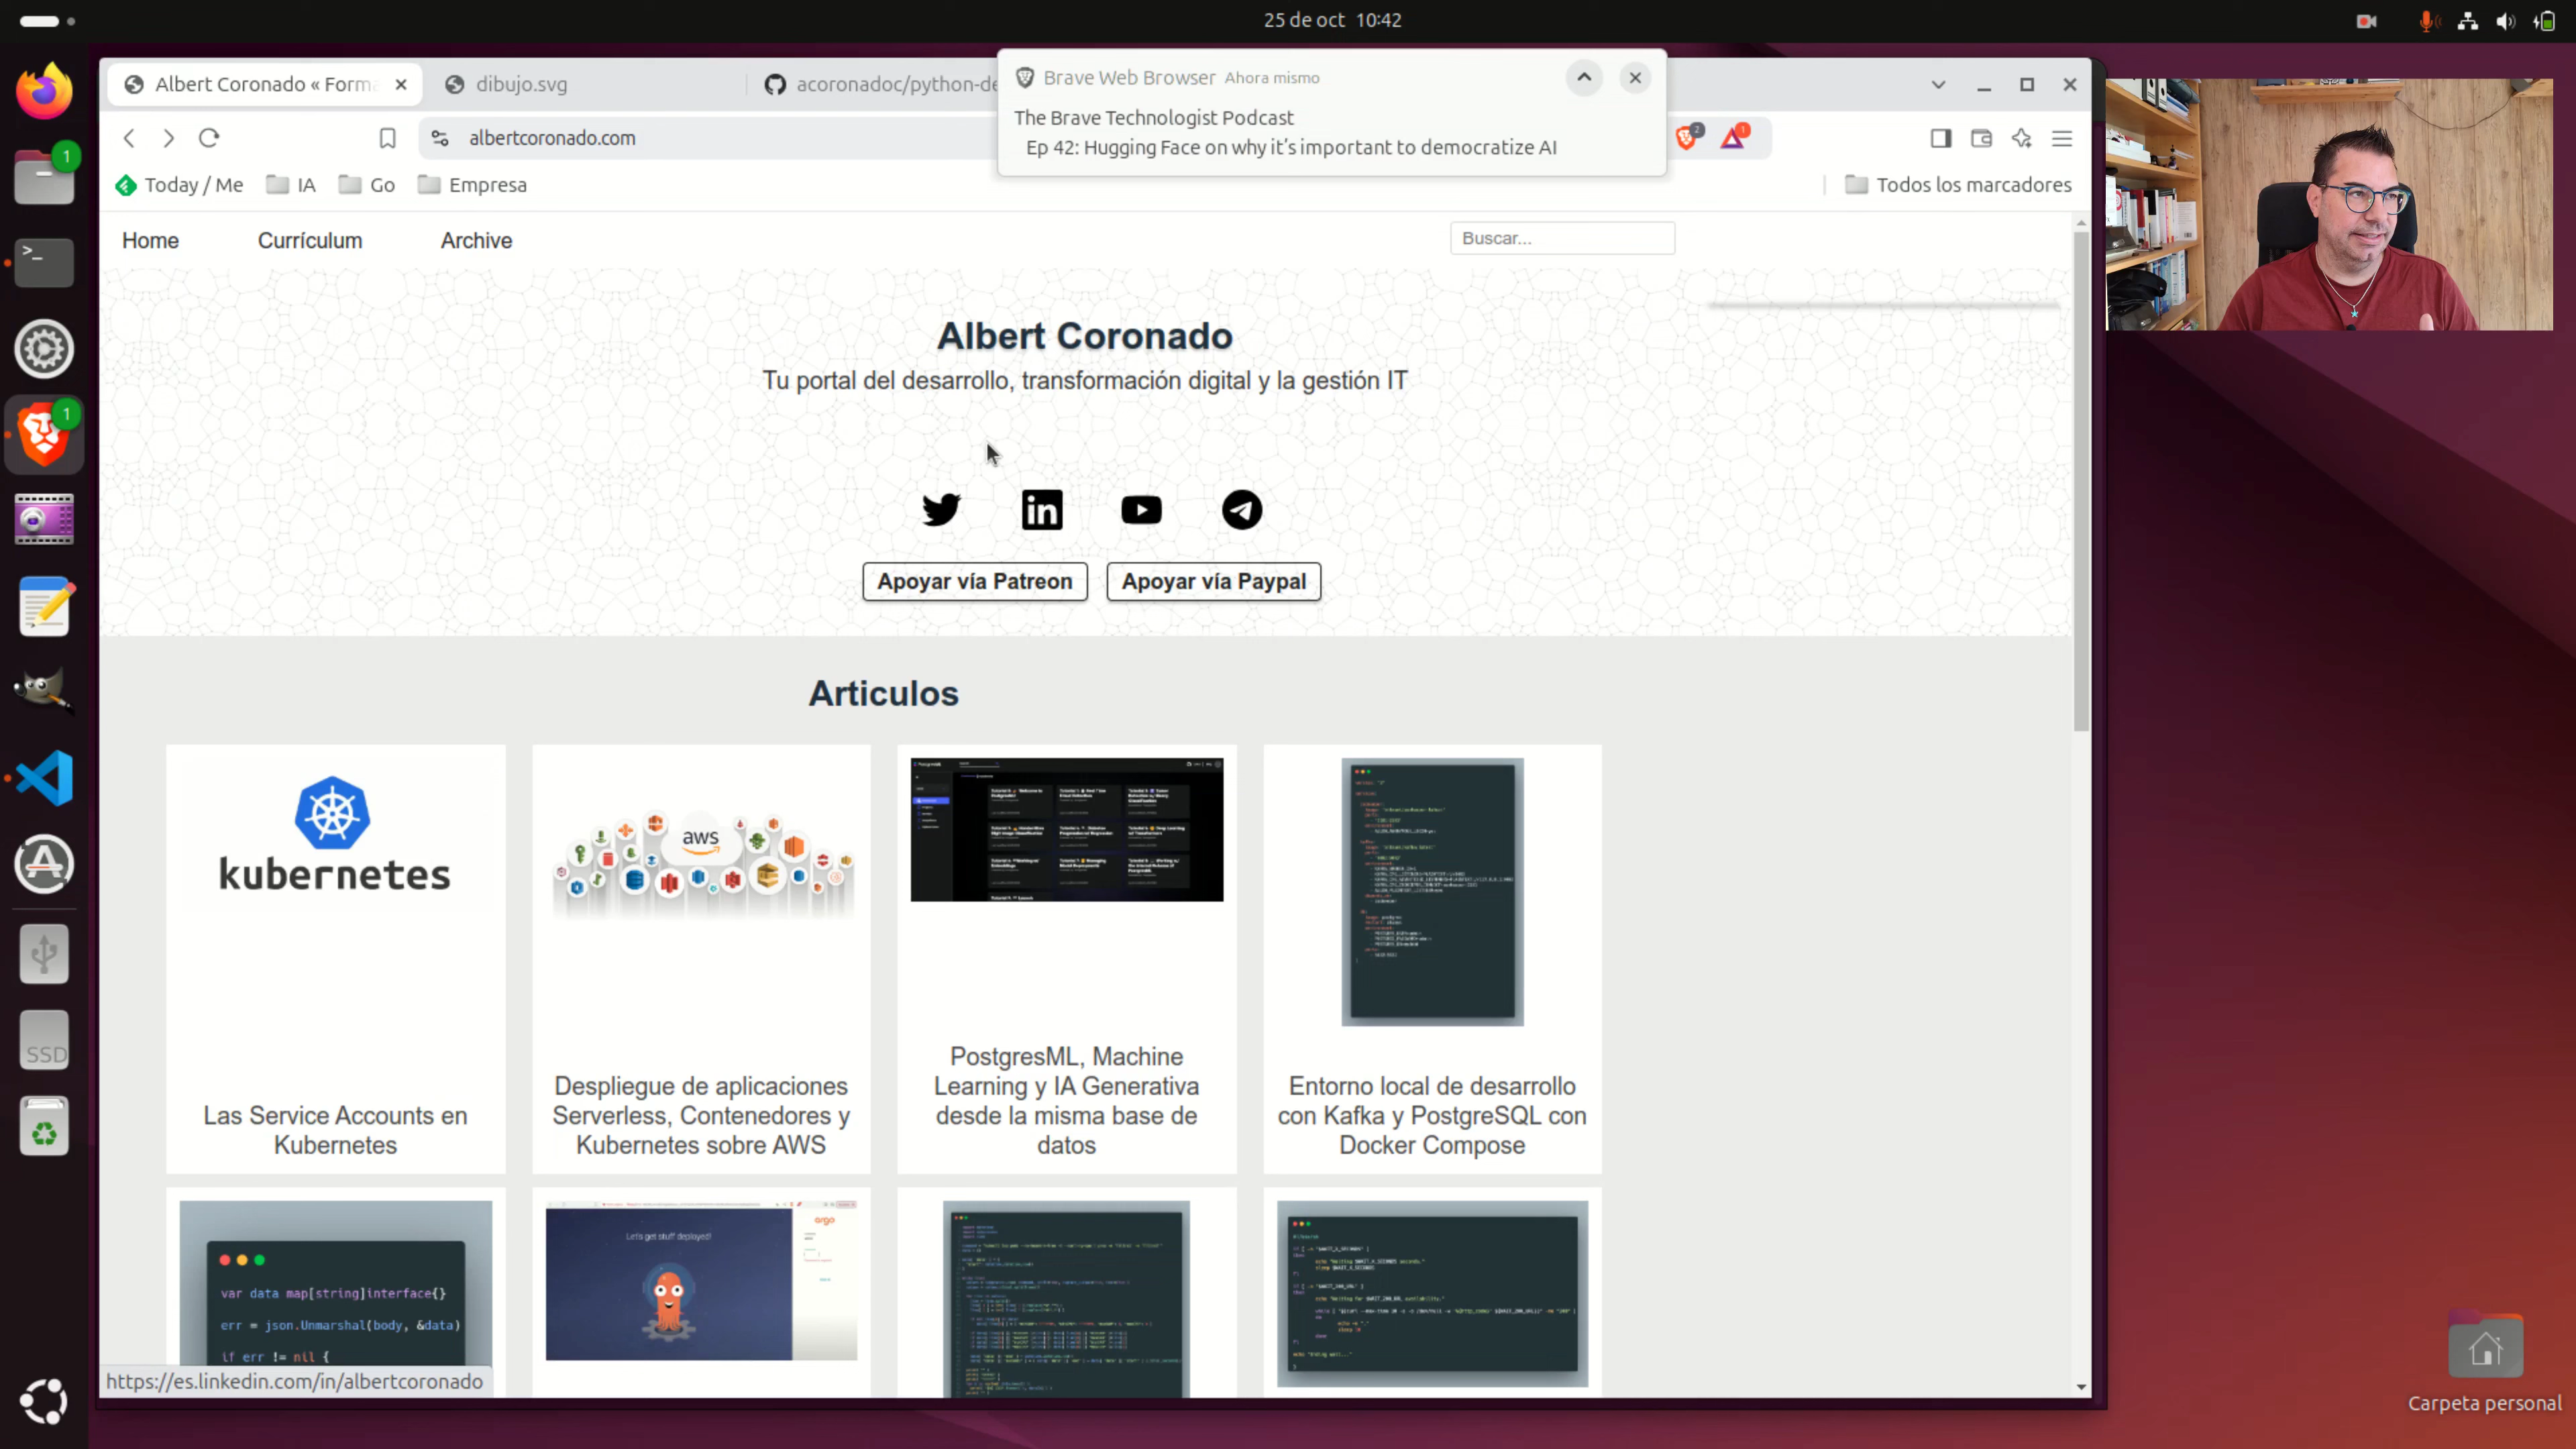 25 de oct 10:42
Albert Coronado « Forma
dibujo.svg
acoronadoc/python-de
Brave Web Browser Ahora mismo
The Brave Technologist Podcast
Ep 42: Hugging Face on why it's important to democratize AI
albertcoronado.com
2
1
Today / Me
IA
Go
Empresa
Todos los marcadores
Home
Currículum
Archive
Buscar...
Albert Coronado
Tu portal del desarrollo, transformación digital y la gestión IT
in
Apoyar vía Patreon
Apoyar vía Paypal
Articulos
kubernetes
Las Service Accounts en
Kubernetes
aws
Despliegue de aplicaciones
Serverless, Contenedores y
Kubernetes sobre AWS
PostgresML, Machine
Learning y IA Generativa
desde la misma base de
datos
Entorno local de desarrollo
con Kafka y PostgreSQL con
Docker Compose
var data map[string]interface{}
err = json.Unmarshal(body, &data)
if err != nil {
Let's get stuff deployed!
argo
https://es.linkedin.com/in/albertcoronado
1
>_
1
SSD
Carpeta personal